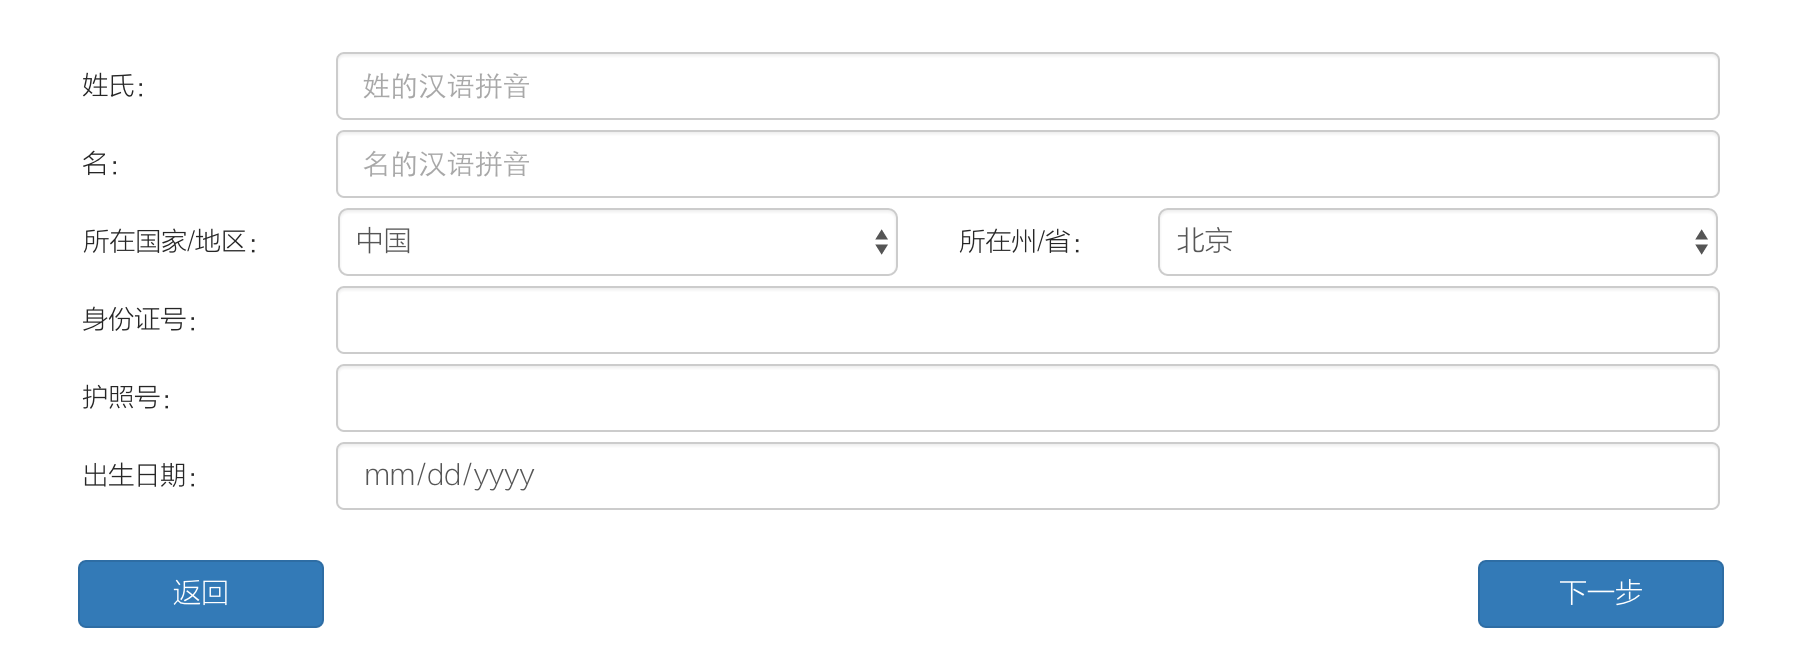 姓氏： 姓的汉语拼音
名： 名的汉语拼音
所在国家/地区： 中国 所在州/省： 北京
身份证号：
护照号：
出生日期： mm/dd/yyyy
返回 下一步